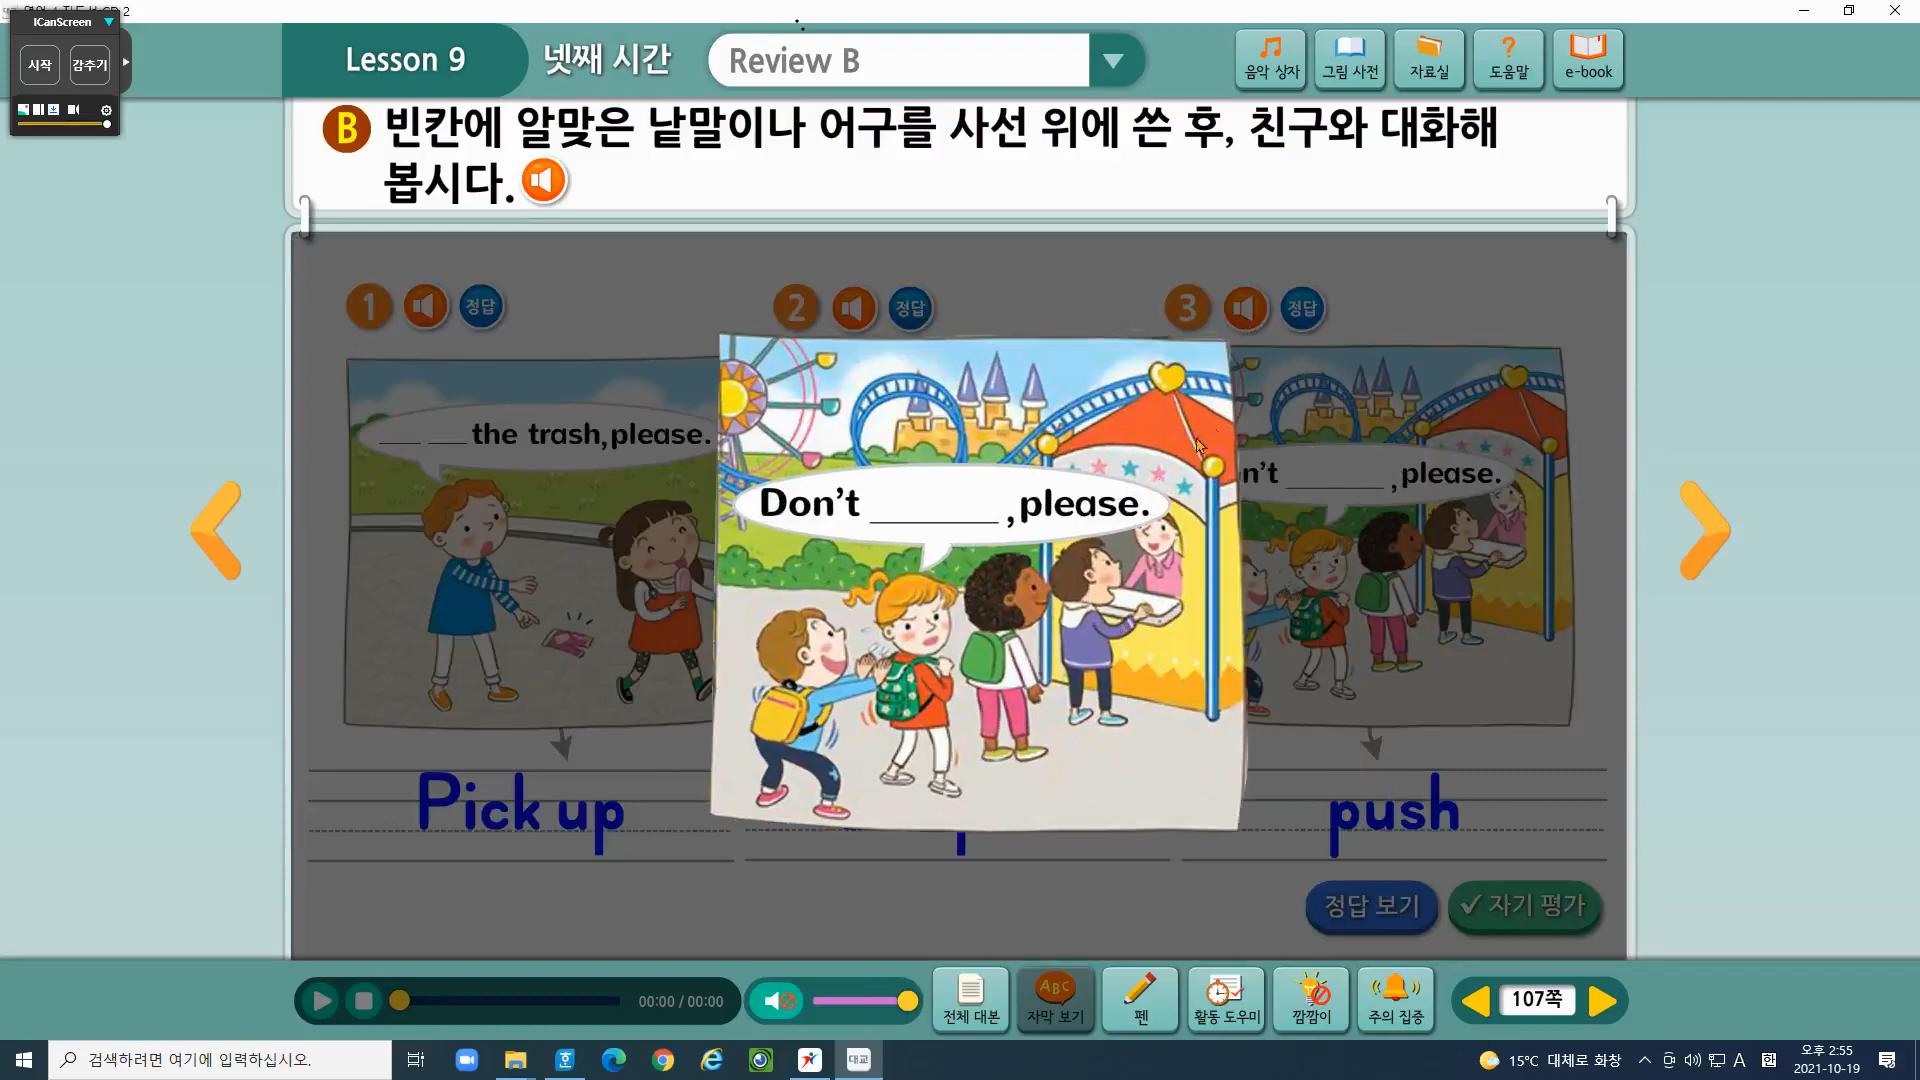 ICanScreen
시작
감추기
Lesson 9
넷째 시간
Review B
음악 상자
그림 사전
자료실
도움말
e-book
B 빈칸에 알맞은 낱말이나 어구를 사선 위에 쓴 후, 친구와 대화해
봅시다.
1 정답
2 정답
3 정답
___ ___ the trash,please.
Don't ______ ,please.
n't ______ ,please.
Pick up
push
정답 보기
✓ 자기 평가
00:00 / 00:00
전체 대본
ABC
자막 보기
펜
활동 도우미
깜깜이
주의 집중
107쪽
검색하려면 여기에 입력하십시오.
대교
15°C 대체로 화창
A
오후 2:55
2021-10-19